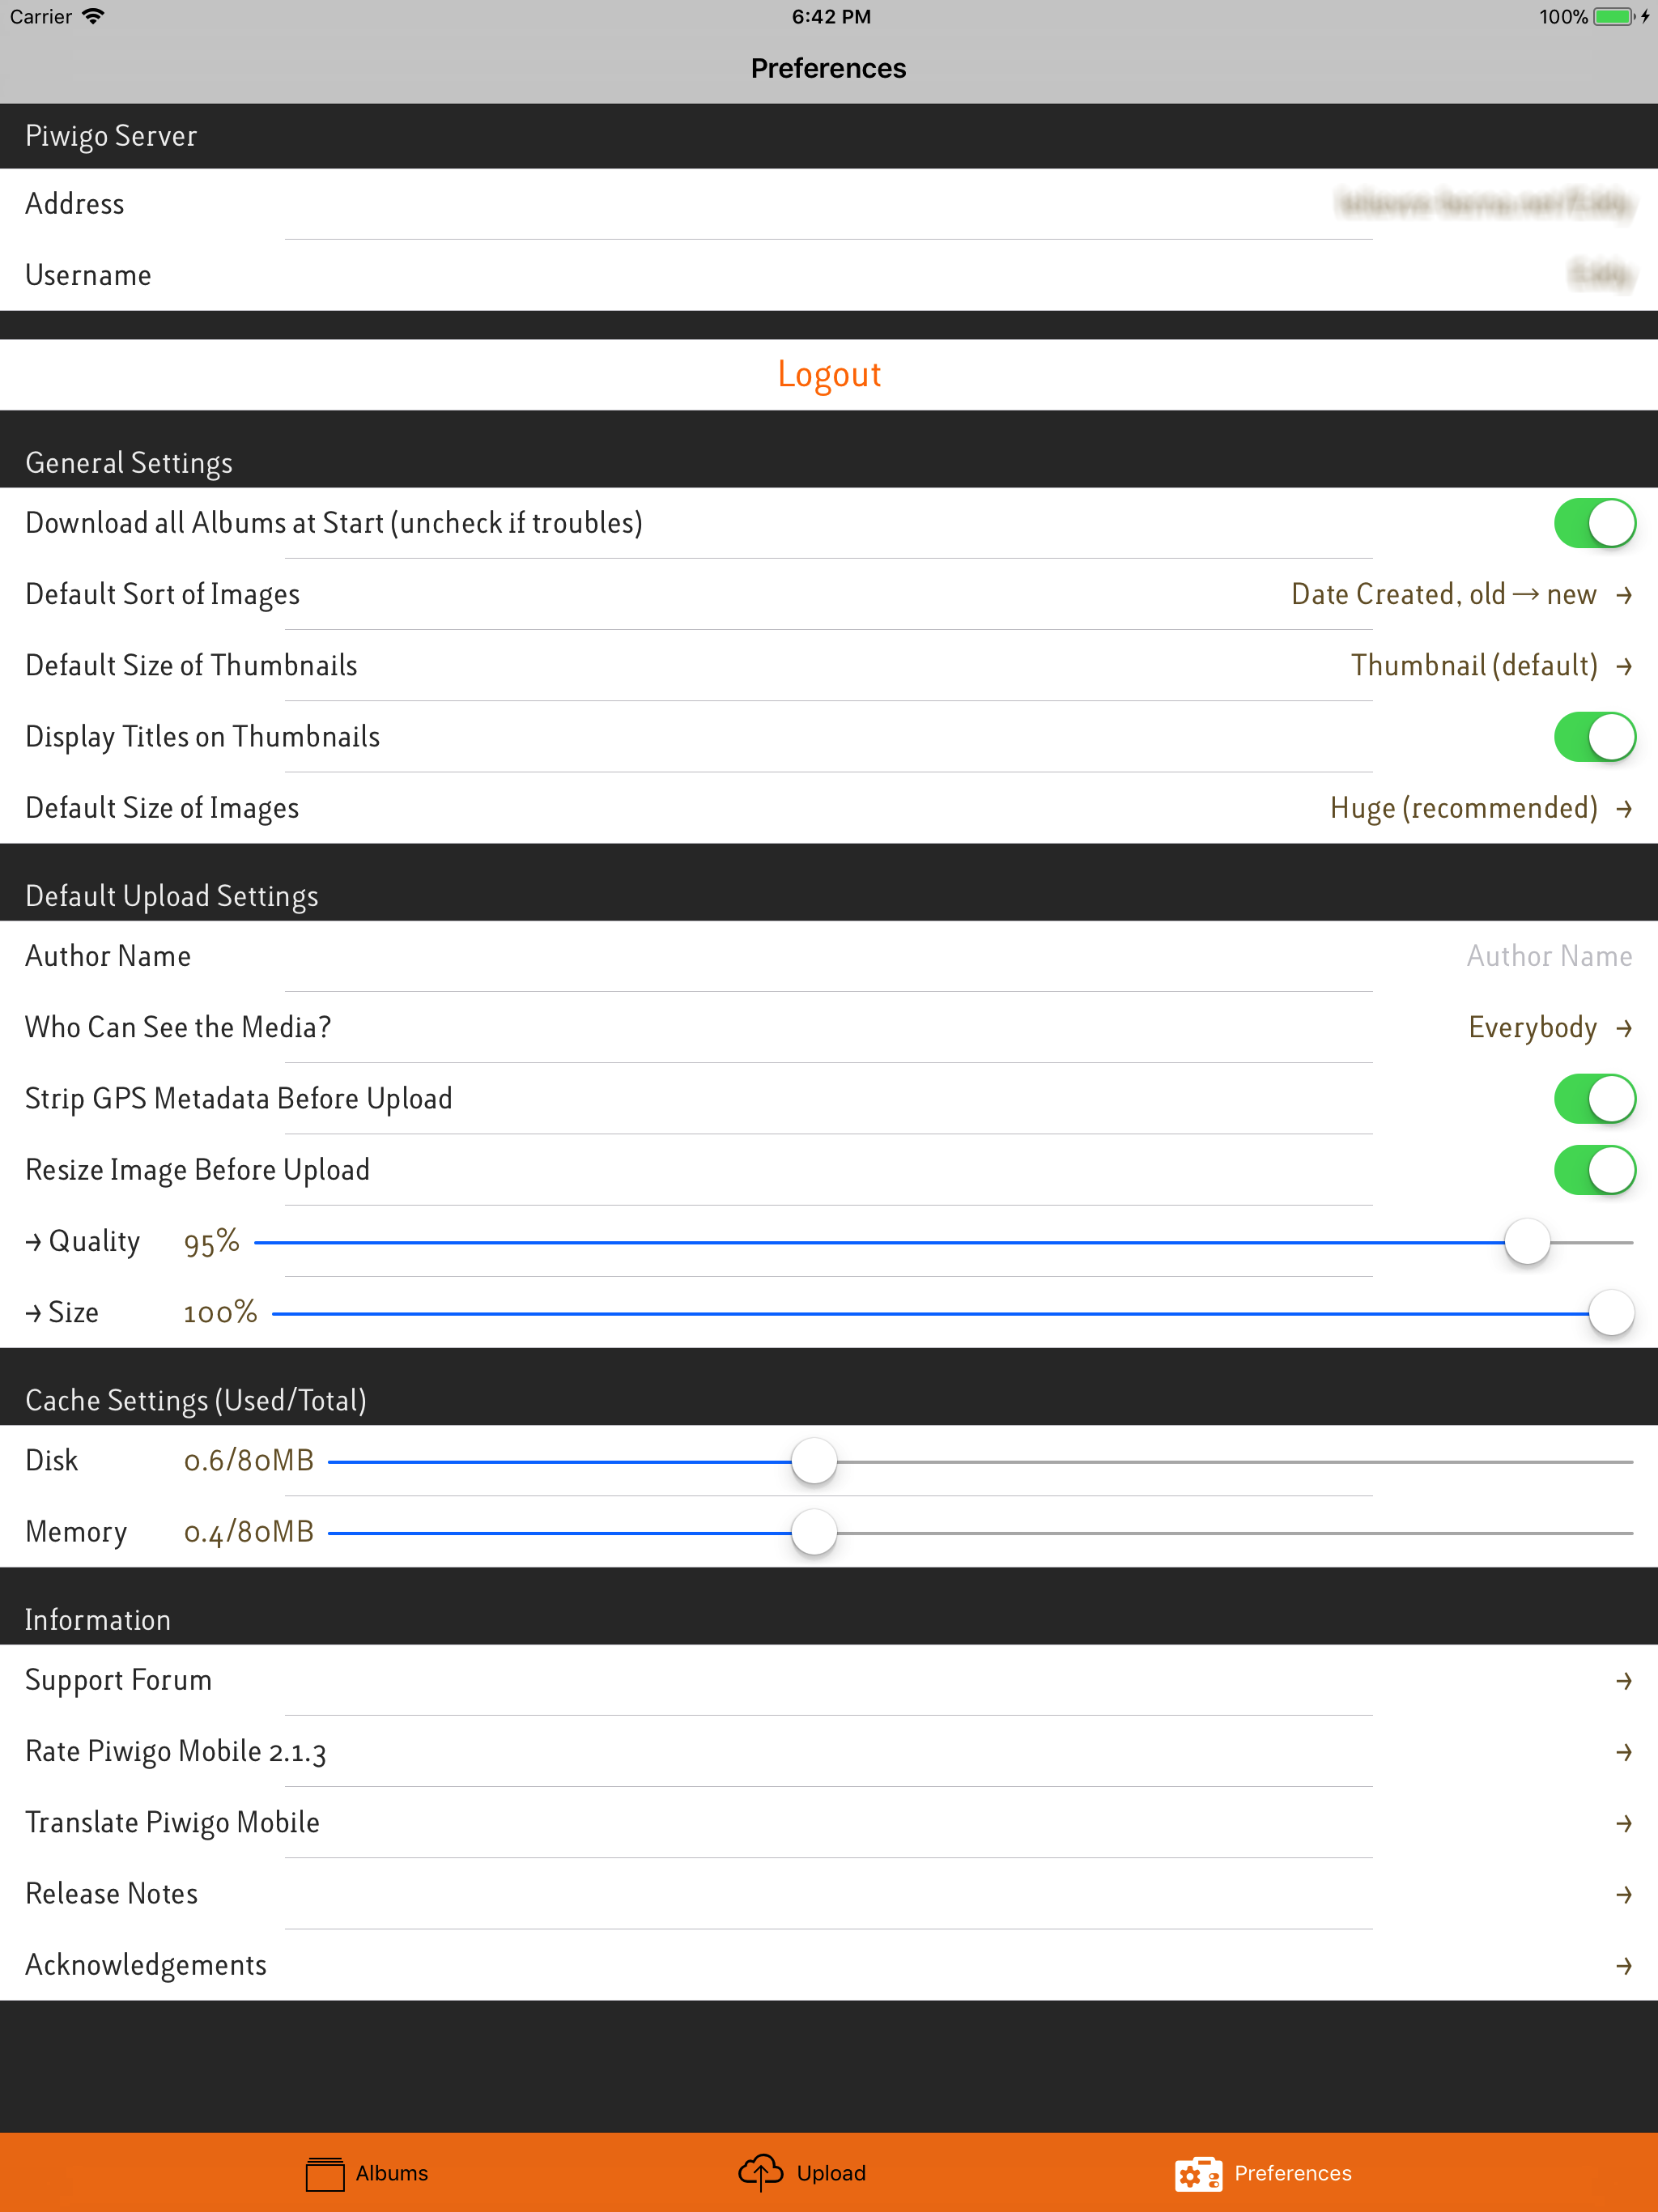 Carrier 6:42 PM 100%
Preferences
Piwigo Server
Address
Username
Logout
General Settings
Download all Albums at Start (uncheck if troubles)
Default Sort of Images Date Created, old → new →
Default Size of Thumbnails Thumbnail (default) →
Display Titles on Thumbnails
Default Size of Images Huge (recommended) →
Default Upload Settings
Author Name Author Name
Who Can See the Media? Everybody →
Strip GPS Metadata Before Upload
Resize Image Before Upload
→ Quality 95%
→ Size 100%
Cache Settings (Used/Total)
Disk 0.6/80MB
Memory 0.4/80MB
Information
Support Forum →
Rate Piwigo Mobile 2.1.3 →
Translate Piwigo Mobile →
Release Notes →
Acknowledgements →
Albums Upload Preferences